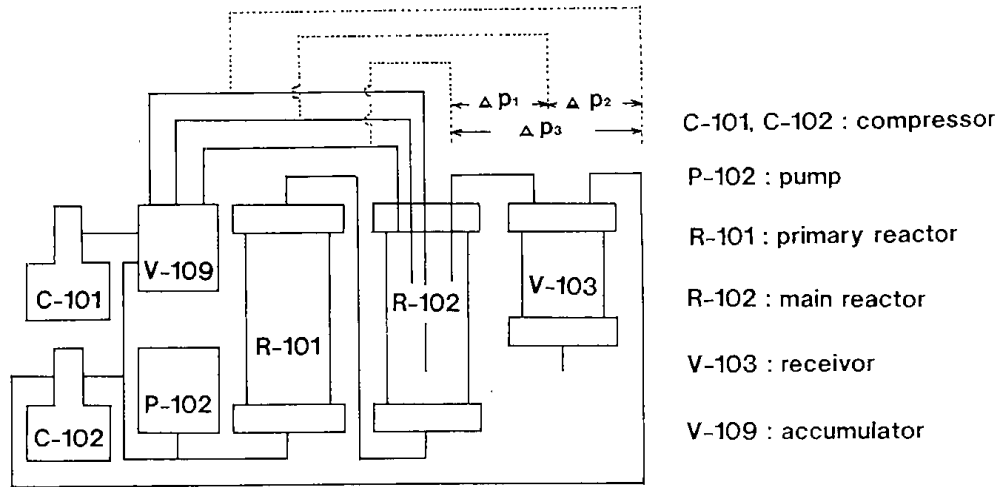 Δp₁
Δp₂
Δp₃
C-101
V-109
R-101
R-102
V-103
C-102
P-102
C-101, C-102 : compressor
P-102 : pump
R-101 : primary reactor
R-102 : main reactor
V-103 : receivor
V-109 : accumulator